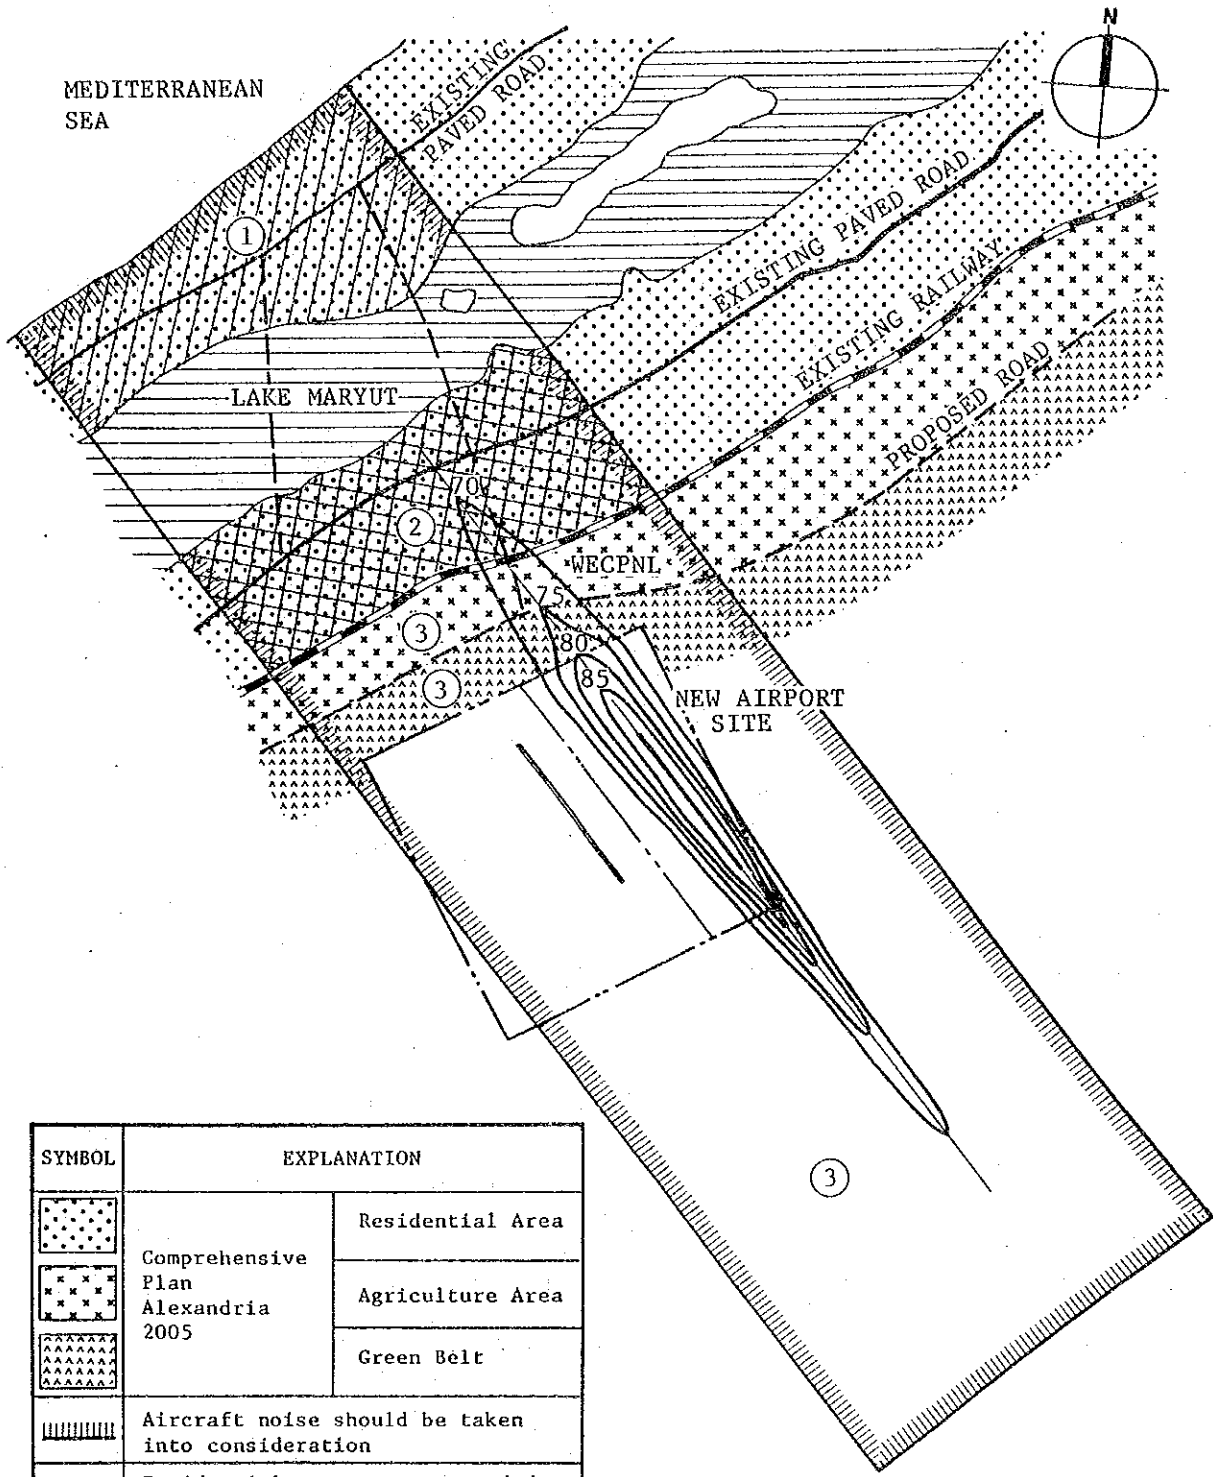 N
MEDITERRANEAN
SEA
EXISTING
PAVED ROAD
1
EXISTING PAVED ROAD
EXISTING RAILWAY
PROPOSED ROAD
LAKE MARYUT
70
2
WECPNL
75
3
80
3
85
NEW AIRPORT
SITE
3
SYMBOL EXPLANATION
Comprehensive
Plan
Alexandria
2005
Residential Area
Agriculture Area
Green Belt
Aircraft noise should be taken
into consideration